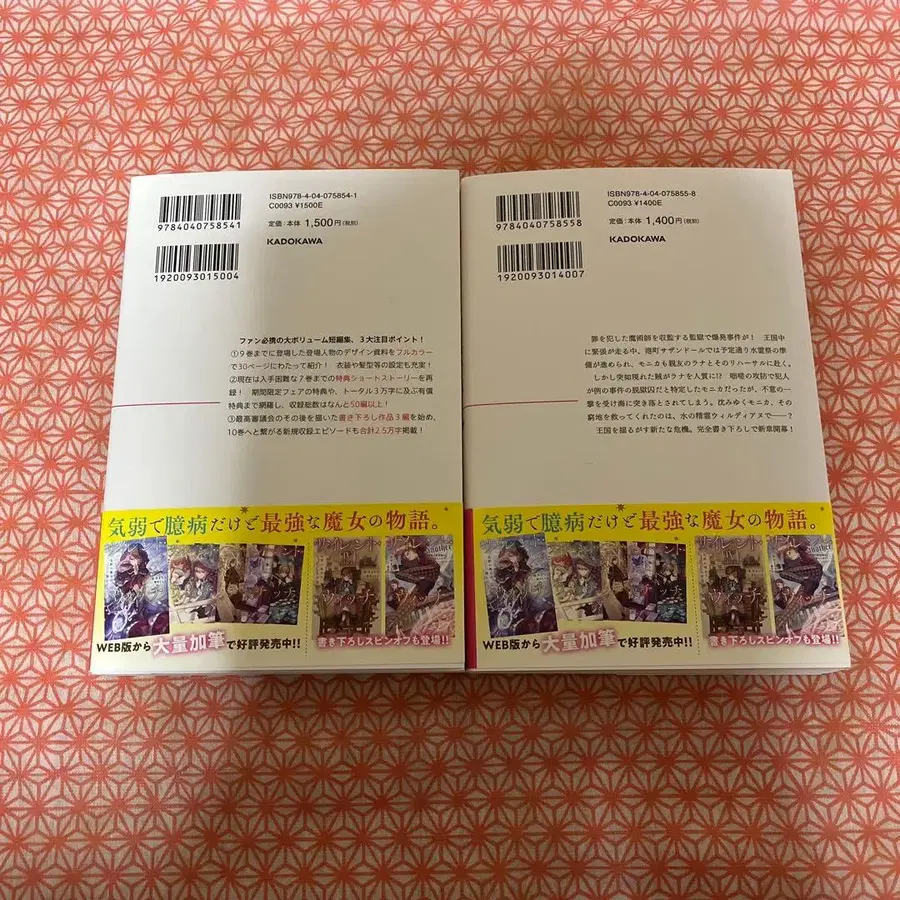 ISBN978-4-04-075854-1
C0093 ¥1500E
定価:本体 1,500円(税別)
KADOKAWA
9784040758541
1920093015004
ファン必携の大ボリューム短編集、3大注目ポイント!
①9巻までに登場した登場人物のデザイン資料をフルカラー
で30ページにわたって紹介! 衣装や髪型等の設定も充実!
②現在は入手困難な7巻までの特典ショートストーリーを再
録! 期間限定フェアの特典や、トータル3万字に及ぶ有償
特典まで網羅し、収録総数はなんと50編以上!
③最高審議会のその後を描いた書き下ろし作品3編を始め、
10巻へと繋がる新規収録エピソードも合計2.5万字掲載!
気弱で臆病だけど最強な魔女の物語。
WEB版から大量加筆で好評発売中!!
書き下ろしスピンオフも登場!!
ISBN978-4-04-075855-8
C0093 ¥1400E
定価:本体 1,400円(税別)
KADOKAWA
9784040758558
1920093014007
罪を犯した魔術師を収監する監獄で爆発事件が! 王国中
に緊張が走る中、港町サザンドールでは予定通り水霊祭の準
備が進められ、モニカも親友のラナとそのリハーサルに赴く。
しかし突如現れた賊がラナを人質に!? 咄嗟の攻防で犯人
が例の事件の脱獄囚だと特定したモニカだったが、不意の一
撃を受け海に突き落とされてしまう。沈みゆくモニカ、その
窮地を救ってくれたのは、水の精霊ウィルディアヌで――?
王国を揺るがす新たな危機。完全書き下ろしで新章開幕!
気弱で臆病だけど最強な魔女の物語。
WEB版から大量加筆で好評発売中!!
書き下ろしスピンオフも登場!!